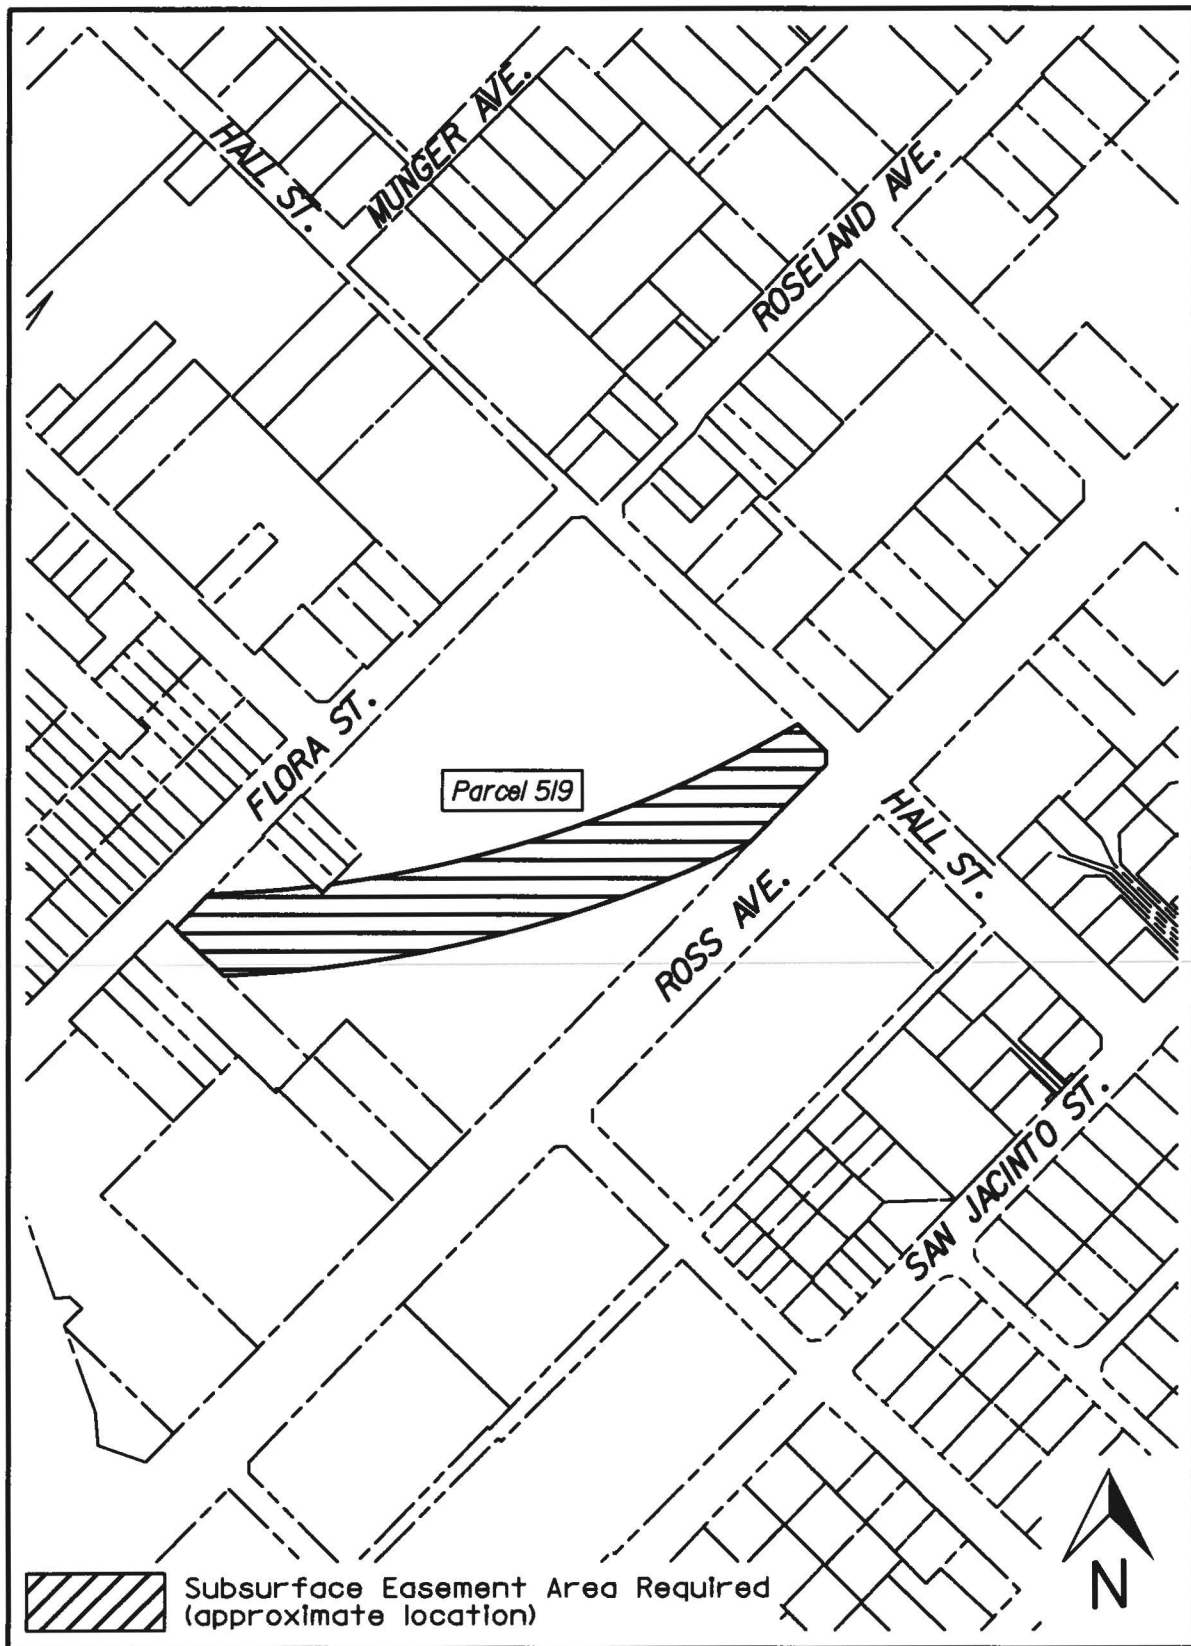 HALL ST.
MUNGER AVE.
ROSELAND AVE.
FLORA ST.
Parcel 519
HALL ST.
ROSS AVE.
SAN JACINTO ST.
Subsurface Easement Area Required
(approximate location)
N